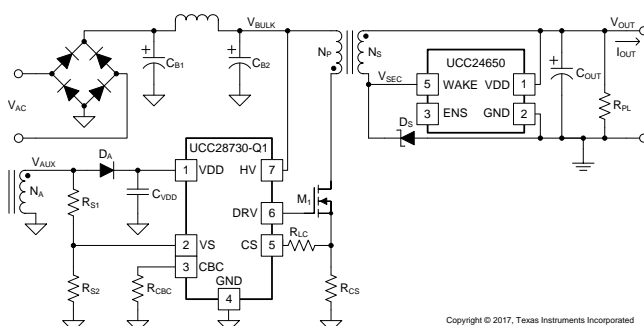 VBULK
NP
NS
VOUT
IOUT
UCC24650
VSEC
5 WAKE VDD 1
3 ENS GND 2
COUT
RPL
CB1
CB2
VAC
DS
UCC28730-Q1
VAUX
DA
NA
1 VDD HV 7
CVDD
RS1
M1
DRV 6
2 VS CS 5
RLC
3 CBC
RS2
RCBC
GND
4
RCS
Copyright © 2017, Texas Instruments Incorporated